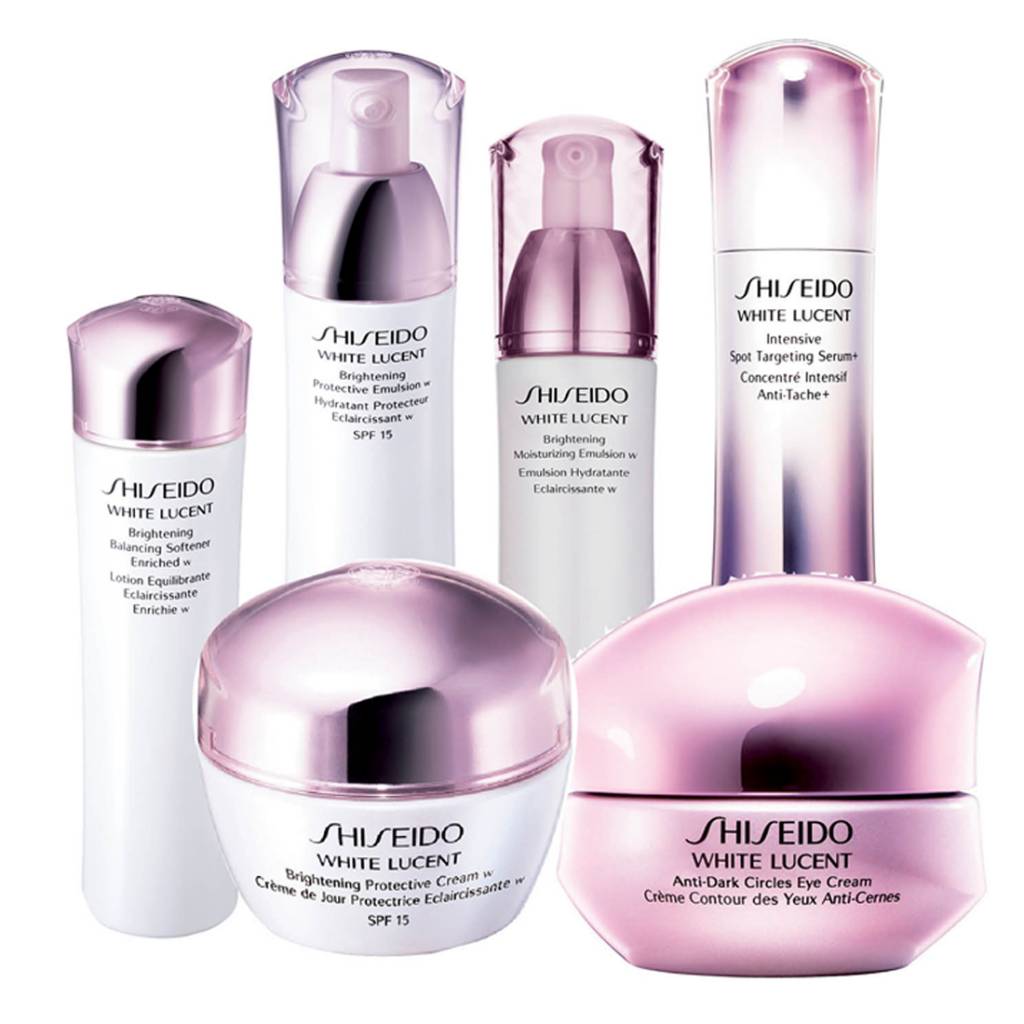 SHISEIDO
WHITE LUCENT
Brightening
Balancing Softener
Enriched w
Lotion Equilibrante
Eclaircissante
Enrichie w
SHISEIDO
WHITE LUCENT
Brightening
Protective Emulsion w
Hydratant Protecteur
Eclaircissant w
SPF 15
SHISEIDO
WHITE LUCENT
Brightening
Moisturizing Emulsion w
Emulsion Hydratante
Eclaircissante w
SHISEIDO
WHITE LUCENT
Intensive
Spot Targeting Serum+
Concentré Intensif
Anti-Tache+
SHISEIDO
WHITE LUCENT
Brightening Protective Cream w
Crème de Jour Protectrice Eclaircissante w
SPF 15
SHISEIDO
WHITE LUCENT
Anti-Dark Circles Eye Cream
Crème Contour des Yeux Anti-Cernes